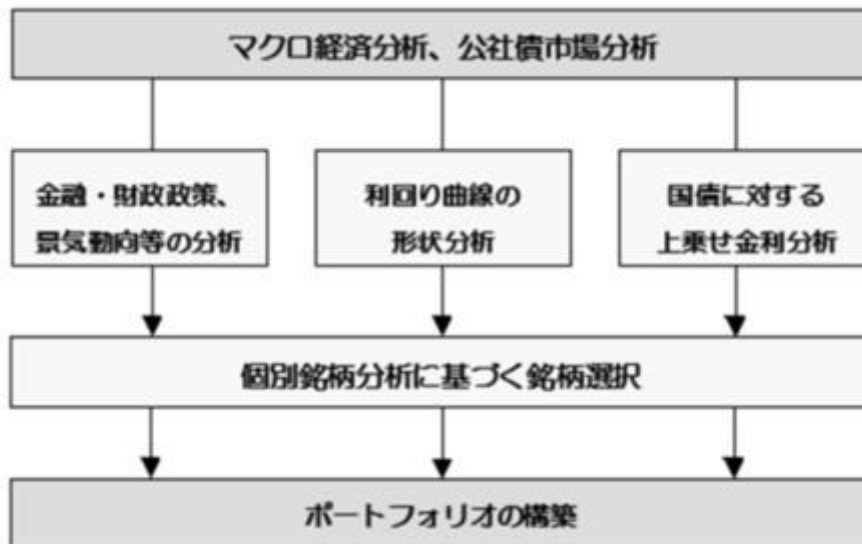 マクロ経済分析、公社債市場分析
金融・財政政策、
景気動向等の分析
利回り曲線の
形状分析
国債に対する
上乗せ金利分析
個別銘柄分析に基づく銘柄選択
ポートフォリオの構築